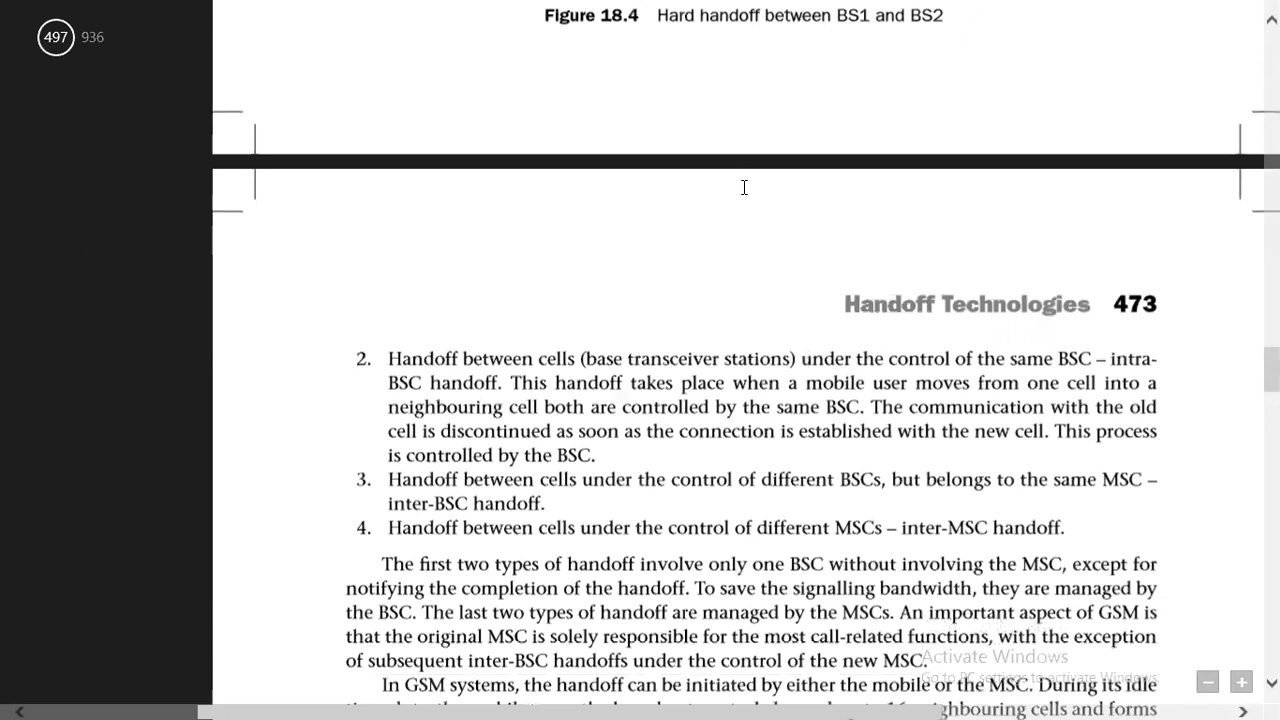 Figure 18.4 Hard handoff between BS1 and BS2
497 936
Handoff Technologies 473
2. Handoff between cells (base transceiver stations) under the control of the same BSC – intra-
BSC handoff. This handoff takes place when a mobile user moves from one cell into a
neighbouring cell both are controlled by the same BSC. The communication with the old
cell is discontinued as soon as the connection is established with the new cell. This process
is controlled by the BSC.
3. Handoff between cells under the control of different BSCs, but belongs to the same MSC –
inter-BSC handoff.
4. Handoff between cells under the control of different MSCs – inter-MSC handoff.
The first two types of handoff involve only one BSC without involving the MSC, except for
notifying the completion of the handoff. To save the signalling bandwidth, they are managed by
the BSC. The last two types of handoff are managed by the MSCs. An important aspect of GSM is
that the original MSC is solely responsible for the most call-related functions, with the exception
of subsequent inter-BSC handoffs under the control of the new MSC.
Activate Windows
Go to PC settings to activate Windows.
In GSM systems, the handoff can be initiated by either the mobile or the MSC. During its idle
ghbouring cells and forms